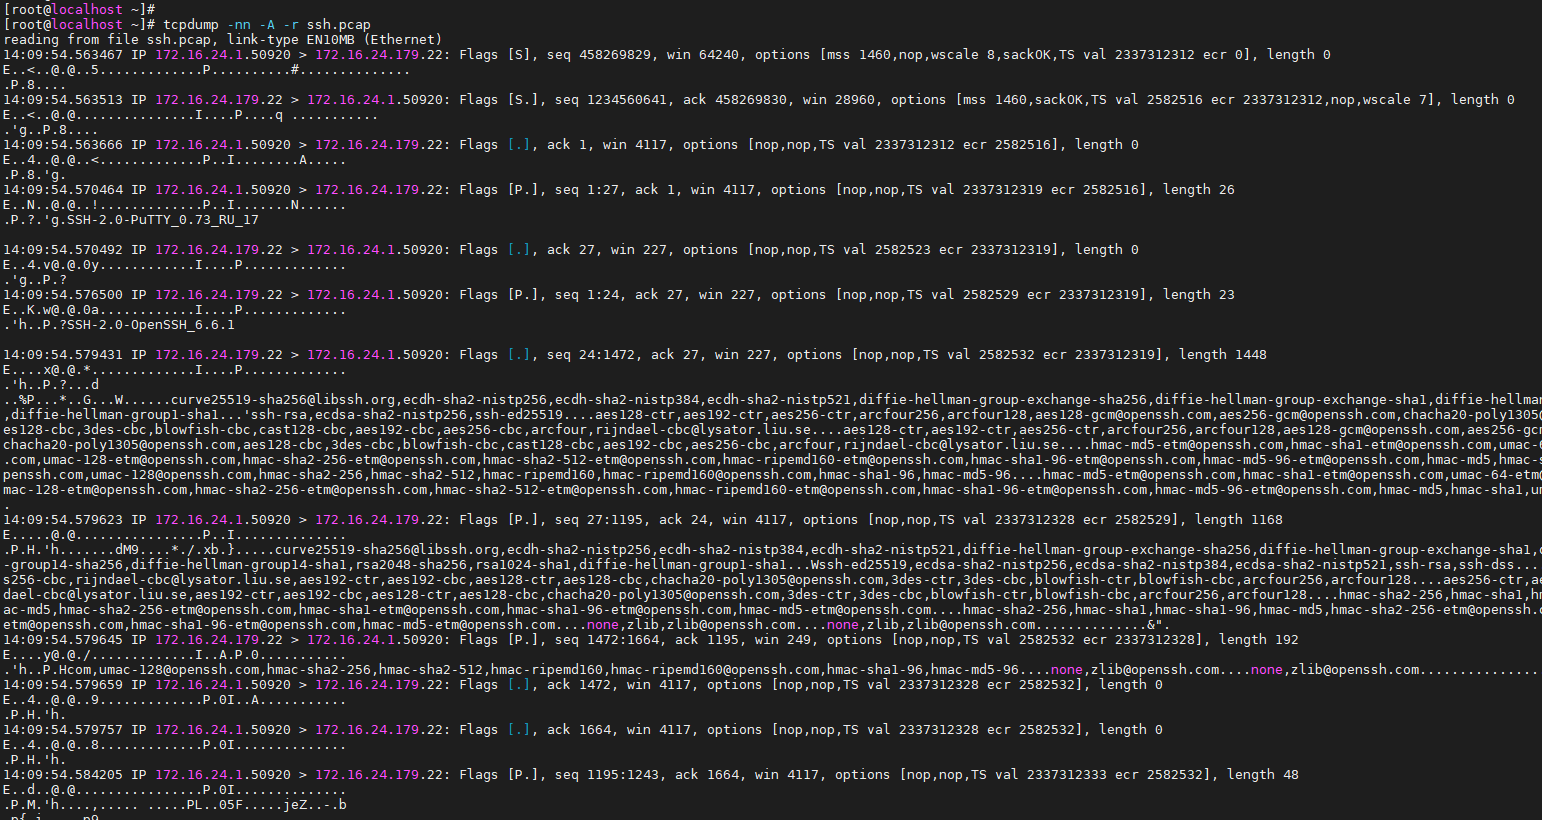 [root@localhost ~]#
[root@localhost ~]# tcpdump -nn -A -r ssh.pcap
reading from file ssh.pcap, link-type EN10MB (Ethernet)
14:09:54.563467 IP 172.16.24.1.50920 > 172.16.24.179.22: Flags [S], seq 458269829, win 64240, options [mss 1460,nop,wscale 8,sackOK,TS val 2337312312 ecr 0], length 0
E..<..@.@..5.............P..........#..............
.P.8....
14:09:54.563513 IP 172.16.24.179.22 > 172.16.24.1.50920: Flags [S.], seq 1234560641, ack 458269830, win 28960, options [mss 1460,sackOK,TS val 2582516 ecr 2337312312,nop,wscale 7], length 0
E..<..@.@...............I....P....q ...........
.'g..P.8....
14:09:54.563666 IP 172.16.24.1.50920 > 172.16.24.179.22: Flags [.], ack 1, win 4117, options [nop,nop,TS val 2337312312 ecr 2582516], length 0
E..4..@.@..<.............P..I........A.....
.P.8.'g.
14:09:54.570464 IP 172.16.24.1.50920 > 172.16.24.179.22: Flags [P.], seq 1:27, ack 1, win 4117, options [nop,nop,TS val 2337312319 ecr 2582516], length 26
E..N..@.@..!.............P..I.......N......
.P.?.'g.SSH-2.0-PuTTY_0.73_RU_17
14:09:54.570492 IP 172.16.24.179.22 > 172.16.24.1.50920: Flags [.], ack 27, win 227, options [nop,nop,TS val 2582523 ecr 2337312319], length 0
E..4.v@.@.0y............I....P.............
.'g..P.?
14:09:54.576500 IP 172.16.24.179.22 > 172.16.24.1.50920: Flags [P.], seq 1:24, ack 27, win 227, options [nop,nop,TS val 2582529 ecr 2337312319], length 23
E..K.w@.@.0a............I....P.............
.'h..P.?SSH-2.0-OpenSSH_6.6.1
14:09:54.579431 IP 172.16.24.179.22 > 172.16.24.1.50920: Flags [.], seq 24:1472, ack 27, win 227, options [nop,nop,TS val 2582532 ecr 2337312319], length 1448
E....x@.@.*.............I....P.............
.'h..P.?...d
..%P...*..G...W......curve25519-sha256@libssh.org,ecdh-sha2-nistp256,ecdh-sha2-nistp384,ecdh-sha2-nistp521,diffie-hellman-group-exchange-sha256,diffie-hellman-group-exchange-sha1,diffie-hellman
,diffie-hellman-group1-sha1...'ssh-rsa,ecdsa-sha2-nistp256,ssh-ed25519....aes128-ctr,aes192-ctr,aes256-ctr,arcfour256,arcfour128,aes128-gcm@openssh.com,aes256-gcm@openssh.com,chacha20-poly1305@
es128-cbc,3des-cbc,blowfish-cbc,cast128-cbc,aes192-cbc,aes256-cbc,arcfour,rijndael-cbc@lysator.liu.se....aes128-ctr,aes192-ctr,aes256-ctr,arcfour256,arcfour128,aes128-gcm@openssh.com,aes256-gcm
chacha20-poly1305@openssh.com,aes128-cbc,3des-cbc,blowfish-cbc,cast128-cbc,aes192-cbc,aes256-cbc,arcfour,rijndael-cbc@lysator.liu.se....hmac-md5-etm@openssh.com,hmac-sha1-etm@openssh.com,umac-6
.com,umac-128-etm@openssh.com,hmac-sha2-256-etm@openssh.com,hmac-sha2-512-etm@openssh.com,hmac-ripemd160-etm@openssh.com,hmac-sha1-96-etm@openssh.com,hmac-md5-96-etm@openssh.com,hmac-md5,hmac-s
penssh.com,umac-128@openssh.com,hmac-sha2-256,hmac-sha2-512,hmac-ripemd160,hmac-ripemd160@openssh.com,hmac-sha1-96,hmac-md5-96....hmac-md5-etm@openssh.com,hmac-sha1-etm@openssh.com,umac-64-etm@
mac-128-etm@openssh.com,hmac-sha2-256-etm@openssh.com,hmac-sha2-512-etm@openssh.com,hmac-ripemd160-etm@openssh.com,hmac-sha1-96-etm@openssh.com,hmac-md5-96-etm@openssh.com,hmac-md5,hmac-sha1,um
.
14:09:54.579623 IP 172.16.24.1.50920 > 172.16.24.179.22: Flags [P.], seq 27:1195, ack 24, win 4117, options [nop,nop,TS val 2337312328 ecr 2582529], length 1168
E.....@.@................P..I..............
.P.H.'h.......dM9....*./.xb.}.....curve25519-sha256@libssh.org,ecdh-sha2-nistp256,ecdh-sha2-nistp384,ecdh-sha2-nistp521,diffie-hellman-group-exchange-sha256,diffie-hellman-group-exchange-sha1,d
-group14-sha256,diffie-hellman-group14-sha1,rsa2048-sha256,rsa1024-sha1,diffie-hellman-group1-sha1...Wssh-ed25519,ecdsa-sha2-nistp256,ecdsa-sha2-nistp384,ecdsa-sha2-nistp521,ssh-rsa,ssh-dss...
s256-cbc,rijndael-cbc@lysator.liu.se,aes192-ctr,aes192-cbc,aes128-ctr,aes128-cbc,chacha20-poly1305@openssh.com,3des-ctr,3des-cbc,blowfish-ctr,blowfish-cbc,arcfour256,arcfour128....aes256-ctr,ae
dael-cbc@lysator.liu.se,aes192-ctr,aes192-cbc,aes128-ctr,aes128-cbc,chacha20-poly1305@openssh.com,3des-ctr,3des-cbc,blowfish-ctr,blowfish-cbc,arcfour256,arcfour128....hmac-sha2-256,hmac-sha1,hm
ac-md5,hmac-sha2-256-etm@openssh.com,hmac-sha1-etm@openssh.com,hmac-sha1-96-etm@openssh.com,hmac-md5-etm@openssh.com....hmac-sha2-256,hmac-sha1,hmac-sha1-96,hmac-md5,hmac-sha2-256-etm@openssh.c
etm@openssh.com,hmac-sha1-96-etm@openssh.com,hmac-md5-etm@openssh.com....none,zlib,zlib@openssh.com....none,zlib,zlib@openssh.com..............&".
14:09:54.579645 IP 172.16.24.179.22 > 172.16.24.1.50920: Flags [P.], seq 1472:1664, ack 1195, win 249, options [nop,nop,TS val 2582532 ecr 2337312328], length 192
E....y@.@./.............I..A.P.0...........
.'h..P.Hcom,umac-128@openssh.com,hmac-sha2-256,hmac-sha2-512,hmac-ripemd160,hmac-ripemd160@openssh.com,hmac-sha1-96,hmac-md5-96....none,zlib@openssh.com....none,zlib@openssh.com...............
14:09:54.579659 IP 172.16.24.1.50920 > 172.16.24.179.22: Flags [.], ack 1472, win 4117, options [nop,nop,TS val 2337312328 ecr 2582532], length 0
E..4..@.@..9.............P.0I..A...........
.P.H.'h.
14:09:54.579757 IP 172.16.24.1.50920 > 172.16.24.179.22: Flags [.], ack 1664, win 4117, options [nop,nop,TS val 2337312328 ecr 2582532], length 0
E..4..@.@..8.............P.0I..............
.P.H.'h.
14:09:54.584205 IP 172.16.24.1.50920 > 172.16.24.179.22: Flags [P.], seq 1195:1243, ack 1664, win 4117, options [nop,nop,TS val 2337312333 ecr 2582532], length 48
E..d..@.@................P.0I..............
.P.M.'h....,..... .....PL..05F.....jeZ..-.b